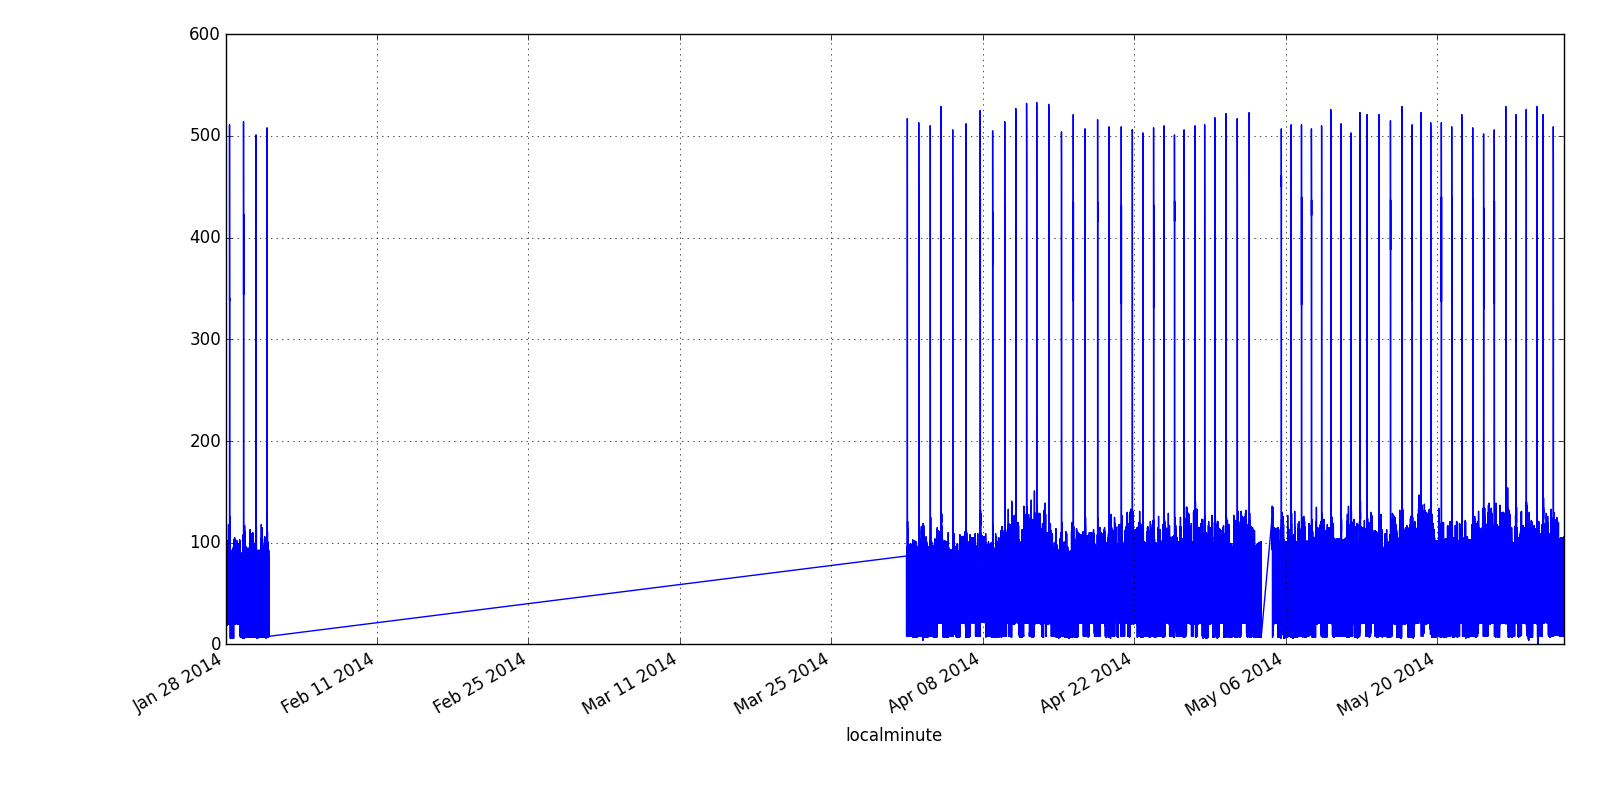 600
500
400
300
200
100
0
Jan 28 2014
Feb 11 2014
Feb 25 2014
Mar 11 2014
Mar 25 2014
Apr 08 2014
Apr 22 2014
May 06 2014
May 20 2014
localminute